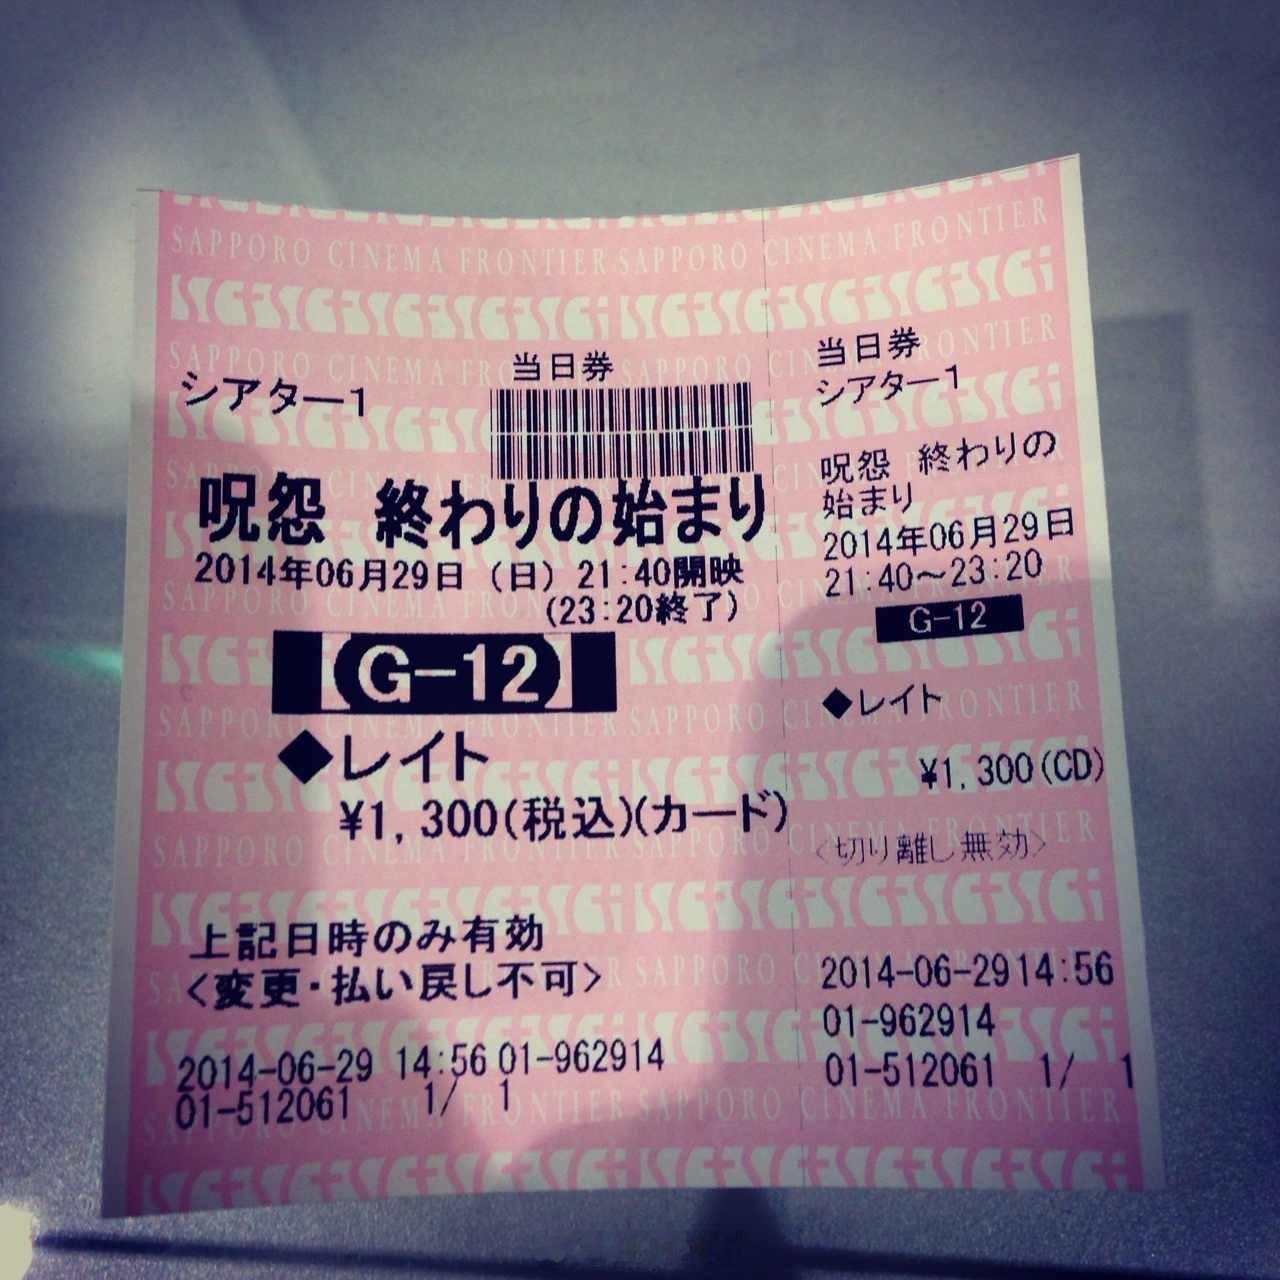 SAPPORO CINEMA FRONTIER SAPPORO CINEMA FRONTIER
当日券
シアター1
呪怨 終わりの始まり
2014年06月29日 (日) 21:40開映
(23:20終了)
G-12
◆レイト
¥1,300(税込)(カード)
上記日時のみ有効
<変更・払い戻し不可>
2014-06-29 14:56 01-962914
01-512061 1/ 1
当日券
シアター1
呪怨 終わりの
始まり
2014年06月29日
21:40～23:20
G-12
◆レイト
¥1,300(CD)
<切り離し無効>
2014-06-29 14:56
01-962914
01-512061 1/ 1